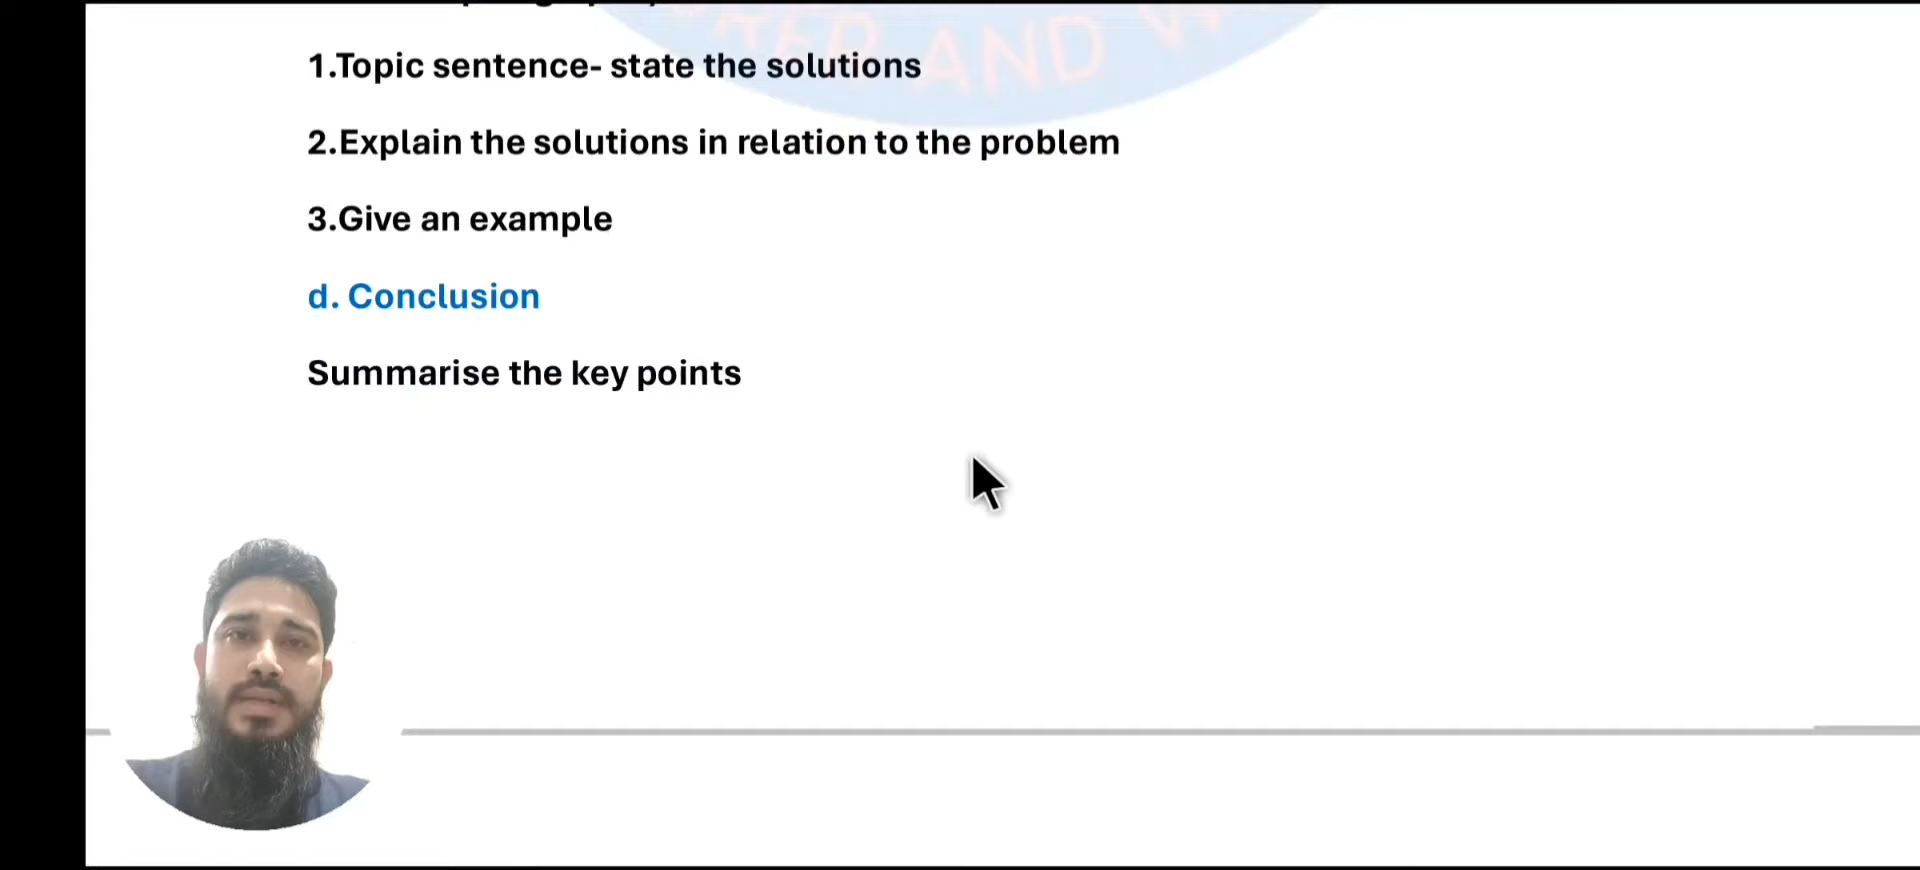 AND
1.Topic sentence- state the solutions
2.Explain the solutions in relation to the problem
3.Give an example
d. Conclusion
Summarise the key points